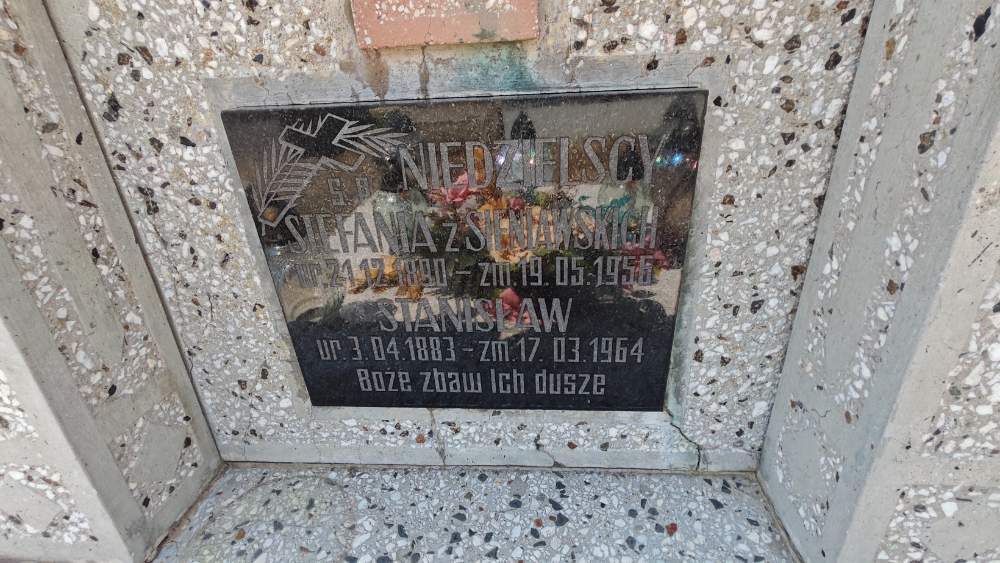 Ś.P. NIEDZIELSCY
STEFANIA z SIENIAWSKICH
ur. 21.12.1890 - zm. 19.05.1956
STANISŁAW
ur. 3.04.1883 - zm. 17.03.1964
Boże zbaw Ich dusze